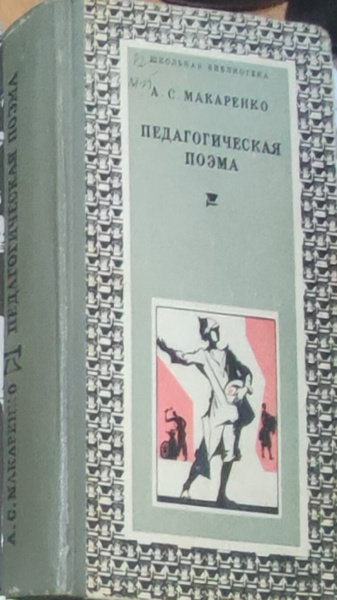 ШКОЛЬНАЯ БИБЛИОТЕКА
А. С. МАКАРЕНКО
ПЕДАГОГИЧЕСКАЯ
ПОЭМА
А. С. МАКАРЕНКО ПЕДАГОГИЧЕСКАЯ ПОЭМА